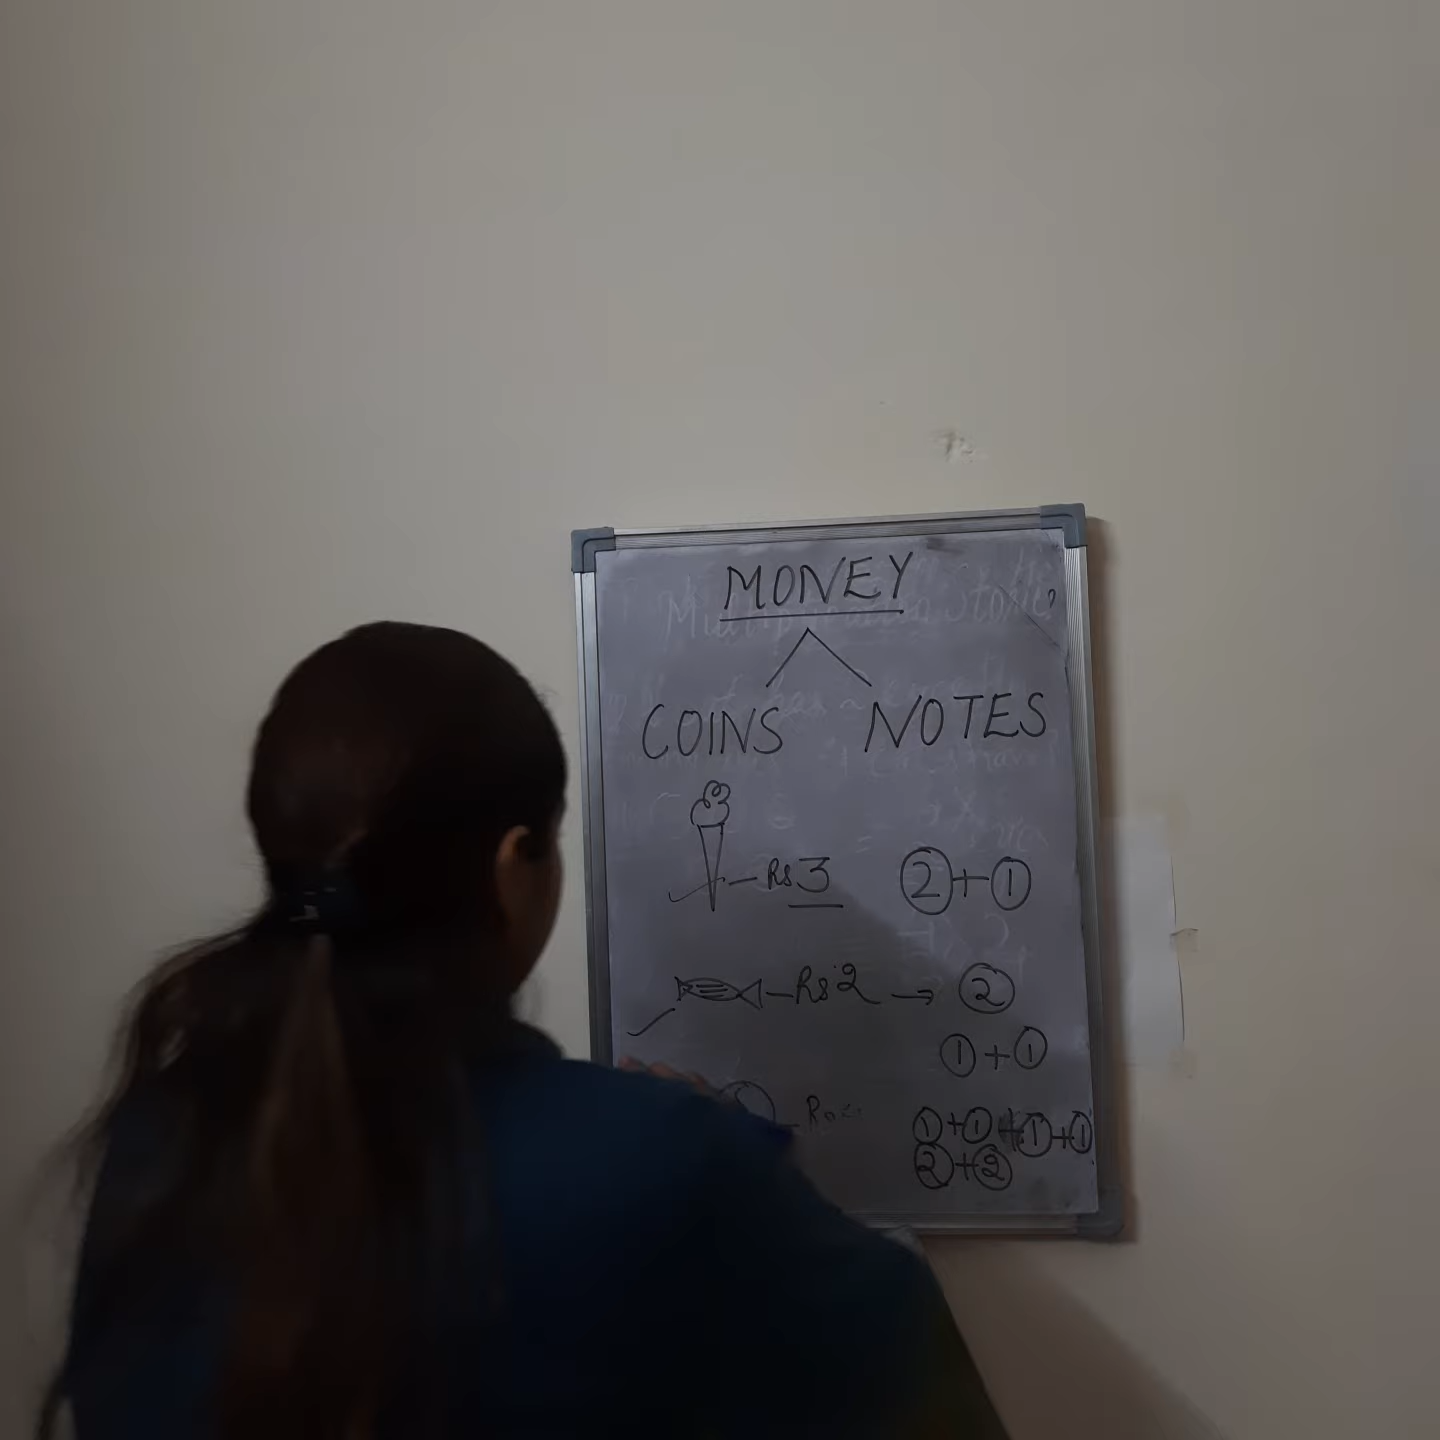 MONEY
COINS NOTES
Rs 3 2 + 1
Rs 2 → 2
1 + 1
1 + 1 + 1 + 1
2 + 2